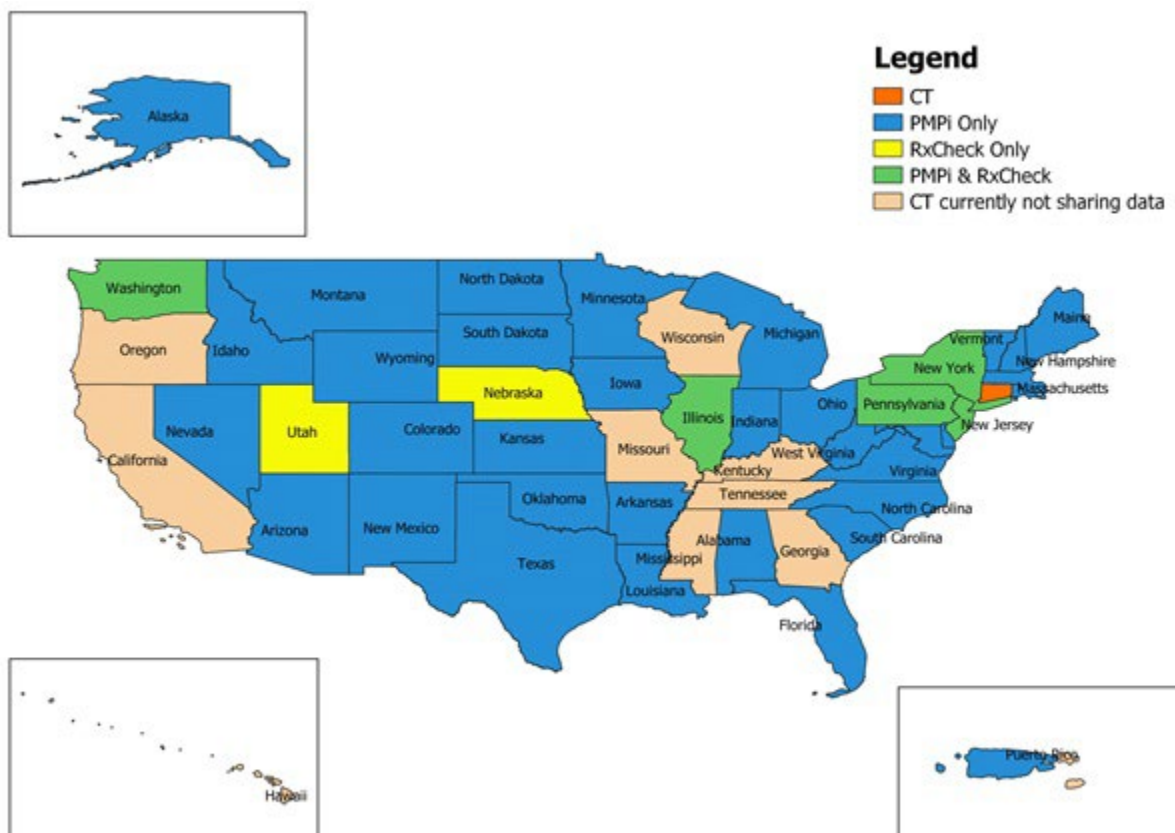 Legend
CT
PMPi Only
RxCheck Only
PMPi & RxCheck
CT currently not sharing data
Alaska
Washington
Montana
North Dakota
Minnesota
Michigan
Maine
Vermont
New Hampshire
Massachusetts
New York
Oregon
Idaho
Wyoming
South Dakota
Wisconsin
Iowa
Nebraska
Illinois
Indiana
Ohio
Pennsylvania
New Jersey
California
Nevada
Utah
Colorado
Kansas
Missouri
Kentucky
West Virginia
Virginia
Arizona
New Mexico
Oklahoma
Arkansas
Tennessee
North Carolina
South Carolina
Texas
Louisiana
Mississippi
Alabama
Georgia
Florida
Hawaii
Puerto Rico